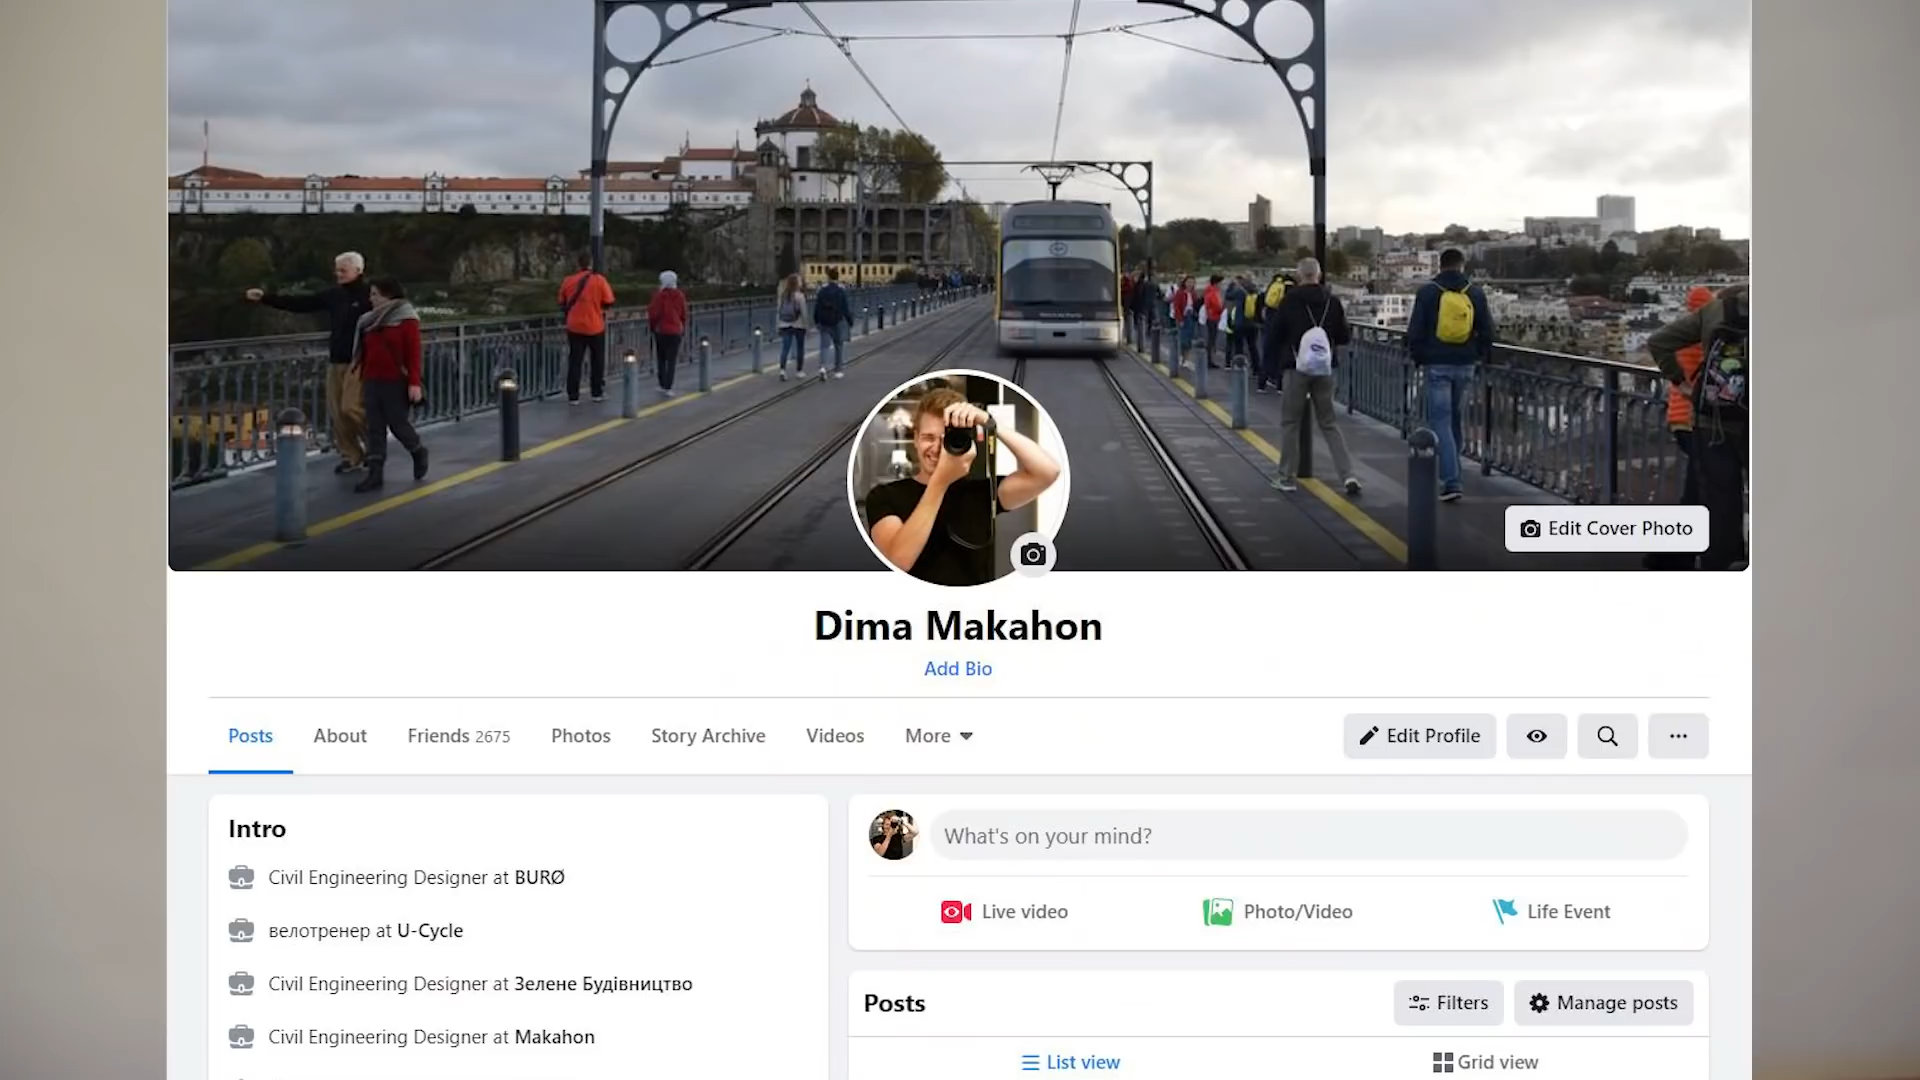 Edit Cover Photo
Dima Makahon
Add Bio
Posts
About
Friends 2675
Photos
Story Archive
Videos
More
Edit Profile
Intro
Civil Engineering Designer at BURØ
велотренер at U-Cycle
Civil Engineering Designer at Зелене Будівництво
Civil Engineering Designer at Makahon
What's on your mind?
Live video
Photo/Video
Life Event
Posts
Filters
Manage posts
List view
Grid view